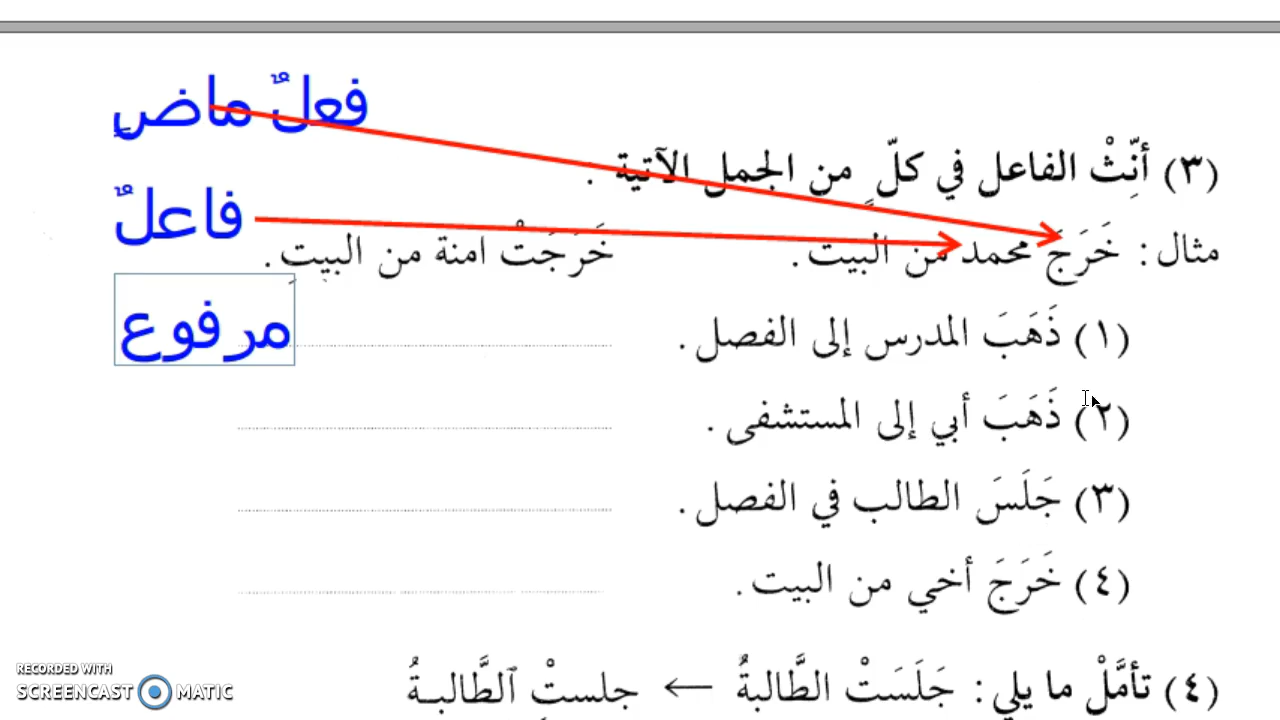 فعلٌ ماضٍ
(٣) أنِّثْ الفاعل في كلّ من الجمل الآتية .
فاعلٌ
مثال : خَرَجَ محمد من البيت . خَرَجَتْ امنة من البيتِ .
مرفوع
(١) ذَهَبَ المدرس إلى الفصل .
(٢) ذَهَبَ أبي إلى المستشفى .
(٣) جَلَسَ الطالب في الفصل .
(٤) خَرَجَ أخي من البيت .
(٤) تأمَّلْ ما يلي : جَلَسَتْ الطَّالبةُ ← جلستِ ٱلطَّالبـةُ
RECORDED WITH
SCREENCAST MATIC